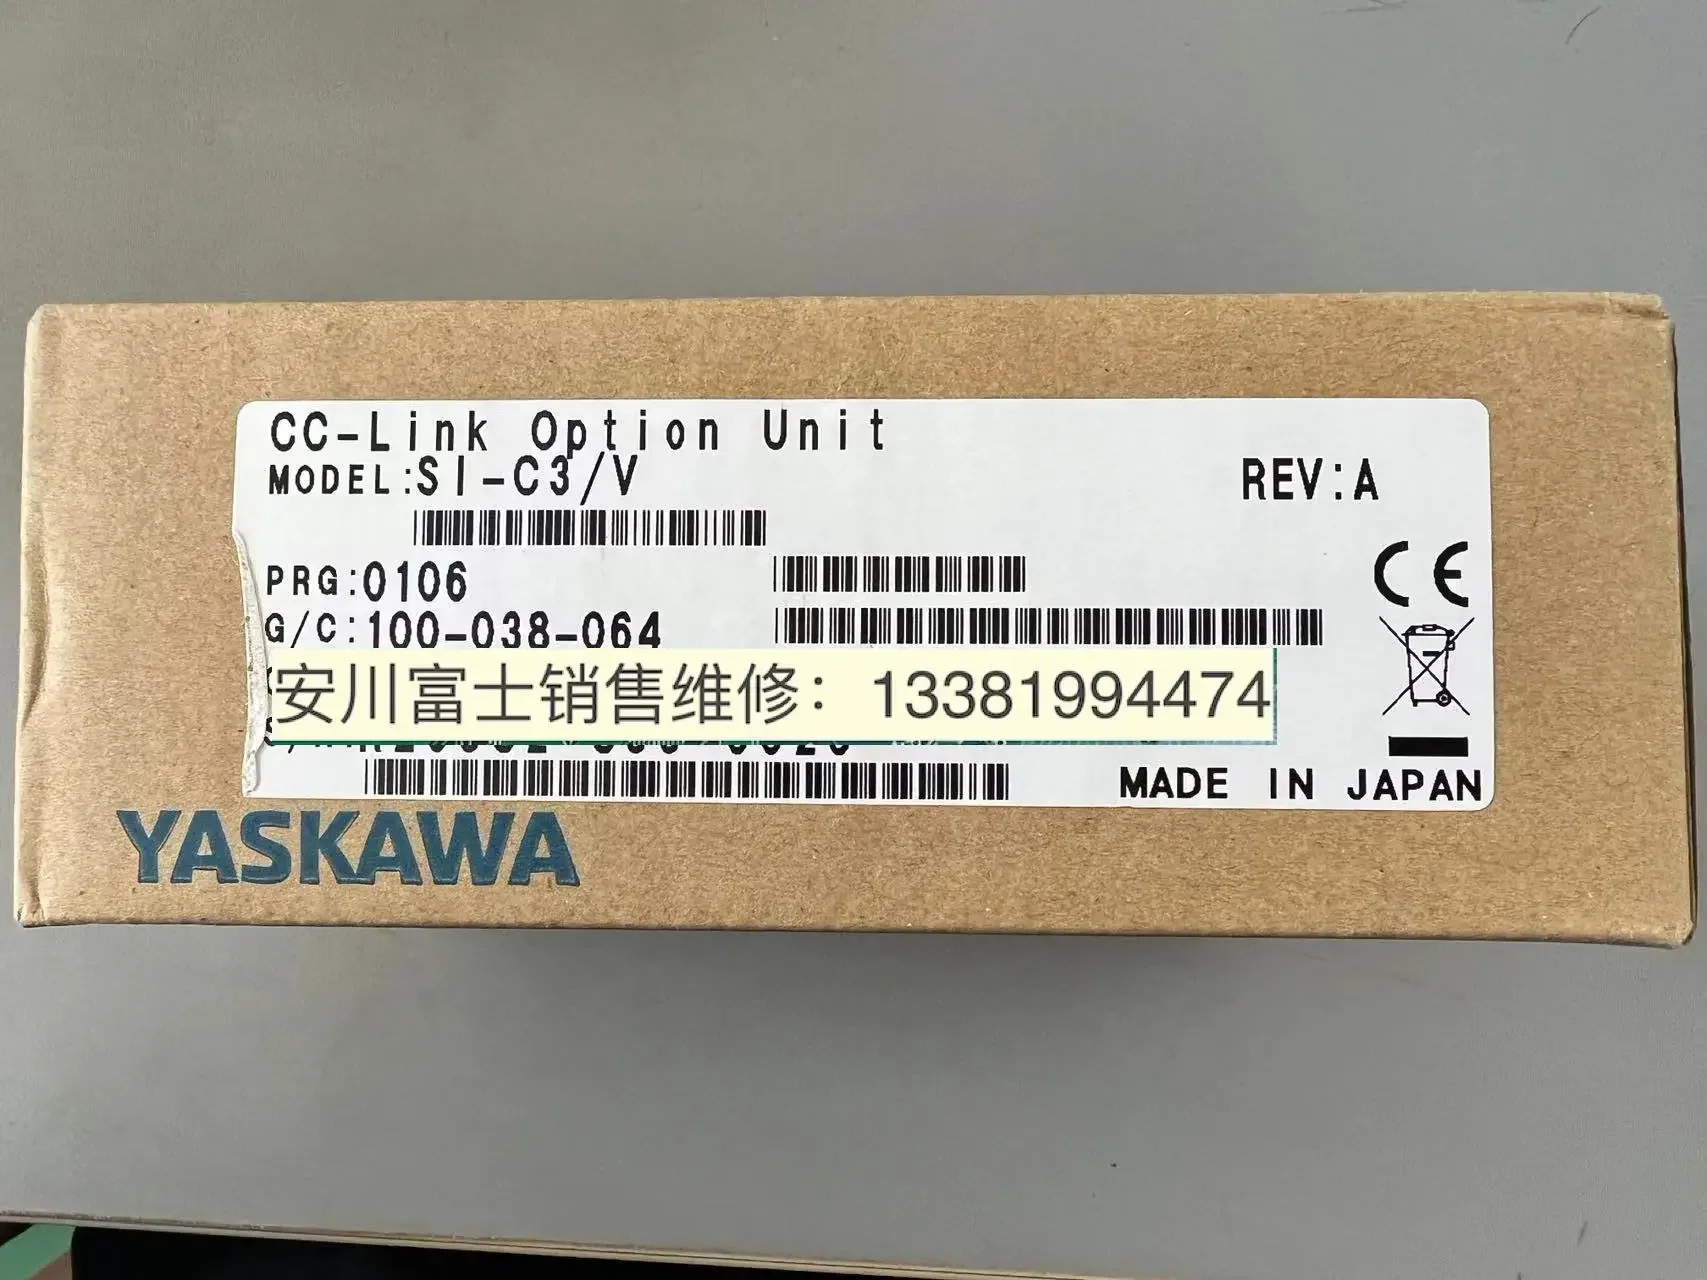 CC-Link Option Unit
MODEL:SI-C3/V
REV:A
PRG:0106
G/C:100-038-064
安川富士销售维修：13381994474
MADE IN JAPAN
YASKAWA